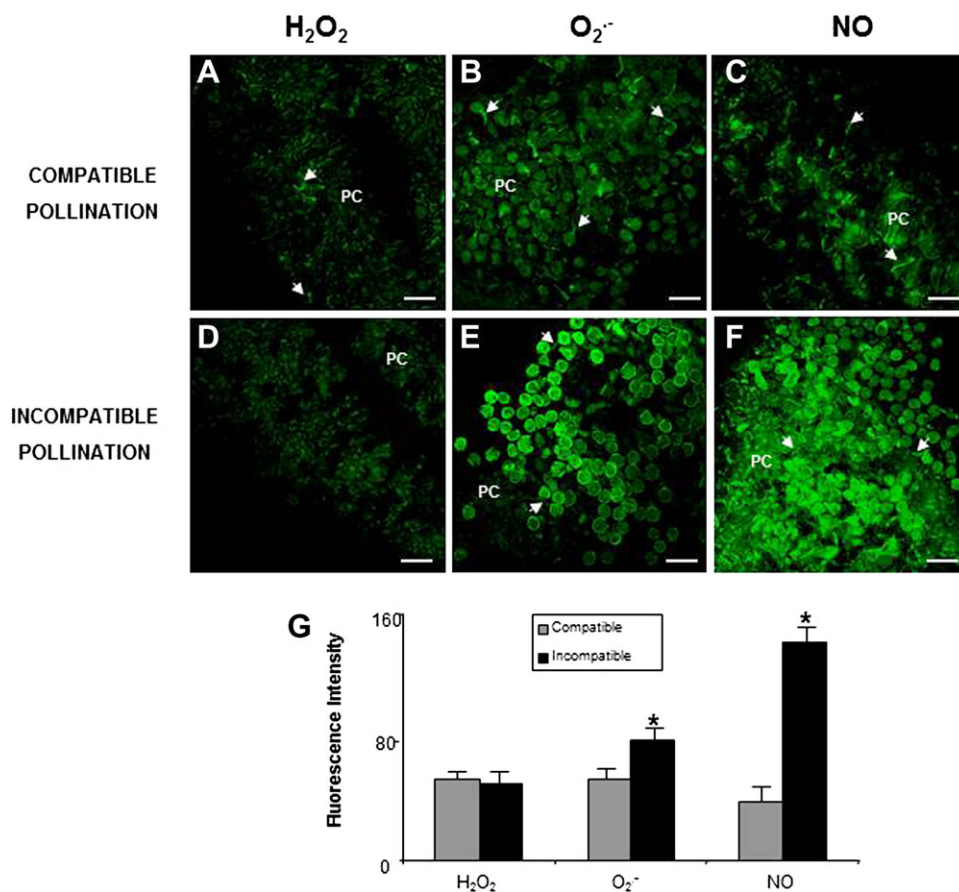 H₂O₂ O₂·⁻ NO
A B C
COMPATIBLE
POLLINATION
PC PC PC
D E F
INCOMPATIBLE
POLLINATION
PC PC PC
G
160
80
0
Fluorescence Intensity
Compatible
Incompatible
* *
H₂O₂ O₂·⁻ NO